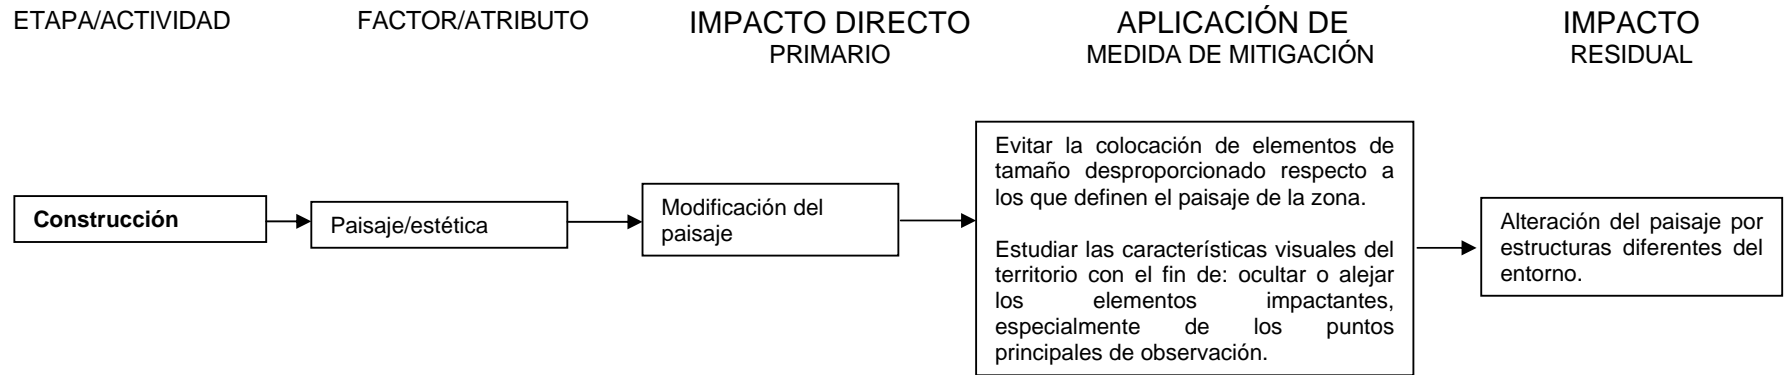 ETAPA/ACTIVIDAD
FACTOR/ATRIBUTO
IMPACTO DIRECTO
PRIMARIO
APLICACIÓN DE
MEDIDA DE MITIGACIÓN
IMPACTO
RESIDUAL
Construcción
Paisaje/estética
Modificación del
paisaje
Evitar la colocación de elementos de
tamaño desproporcionado respecto a
los que definen el paisaje de la zona.
Estudiar las características visuales del
territorio con el fin de: ocultar o alejar
los elementos impactantes,
especialmente de los puntos
principales de observación.
Alteración del paisaje por
estructuras diferentes del
entorno.